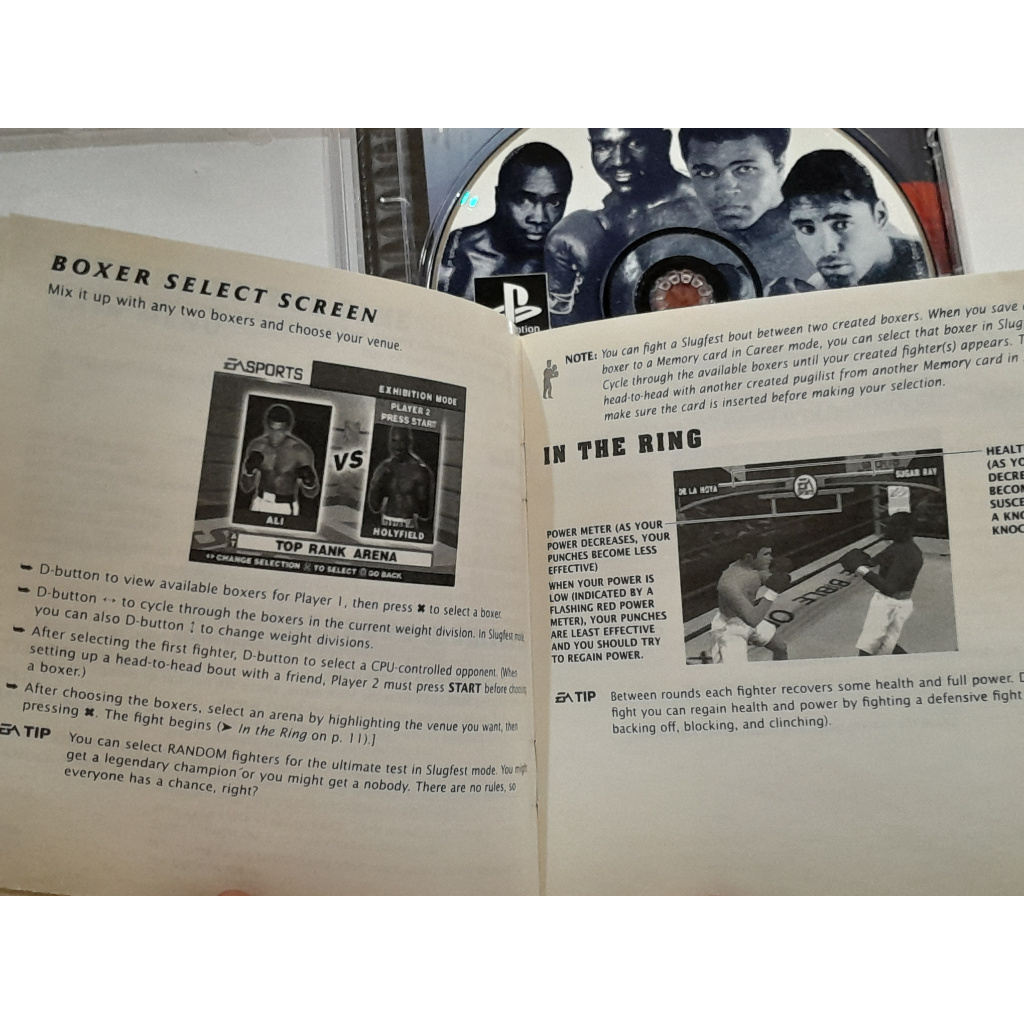 BOXER SELECT SCREEN
Mix it up with any two boxers and choose your venue.
EA SPORTS
EXHIBITION MODE
PLAYER 2
PRESS START
VS
ALI
HOLYFIELD
TOP RANK ARENA
↔ CHANGE SELECTION ✖ TO SELECT GO BACK
➨ D-button to view available boxers for Player 1, then press ✖ to select a boxer.
➨ D-button ↔ to cycle through the boxers in the current weight division. In Slugfest
you can also D-button ↕ to change weight divisions.
➨ After selecting the first fighter, D-button to select a CPU-controlled opponent. (When
setting up a head-to-head bout with a friend, Player 2 must press START before choosing
a boxer.)
➨ After choosing the boxers, select an arena by highlighting the venue you want, then
pressing ✖. The fight begins (➤ In the Ring on p. 11).]
EA TIP You can select RANDOM fighters for the ultimate test in Slugfest mode. You might
get a legendary champion or you might get a nobody. There are no rules, so
everyone has a chance, right?
NOTE: You can fight a Slugfest bout between two created boxers. When you save
boxer to a Memory card in Career mode, you can select that boxer in Slug
Cycle through the available boxers until your created fighter(s) appears. T
head-to-head with another created pugilist from another Memory card in
make sure the card is inserted before making your selection.
IN THE RING
DE LA HOYA
EA
SUGAR RAY
BIBLE
POWER METER (AS YOUR
POWER DECREASES, YOUR
PUNCHES BECOME LESS
EFFECTIVE)
WHEN YOUR POWER IS
LOW (INDICATED BY A
FLASHING RED POWER
METER), YOUR PUNCHES
ARE LEAST EFFECTIVE
AND YOU SHOULD TRY
TO REGAIN POWER.
HEALT
(AS YO
DECRE
BECOM
SUSCE
A KNO
KNOC
EA TIP Between rounds each fighter recovers some health and full power. D
fight you can regain health and power by fighting a defensive fight
backing off, blocking, and clinching).